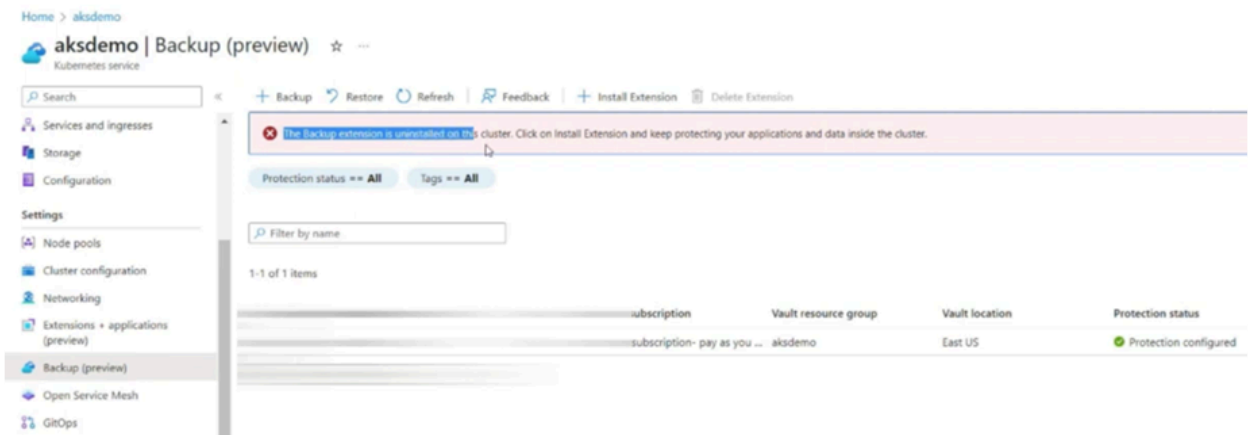 Home > aksdemo
aksdemo | Backup (preview)
Kubernetes service
Search
Backup Restore Refresh Feedback Install Extension Delete Extension
Services and ingresses
Storage
Configuration
Settings
Node pools
Cluster configuration
Networking
Extensions + applications
(preview)
Backup (preview)
Open Service Mesh
GitOps
The Backup extension is uninstalled on this cluster. Click on Install Extension and keep protecting your applications and data inside the cluster.
Protection status == All Tags == All
Filter by name
1-1 of 1 items
ubscription Vault resource group Vault location Protection status
subscription- pay as you ... aksdemo East US Protection configured